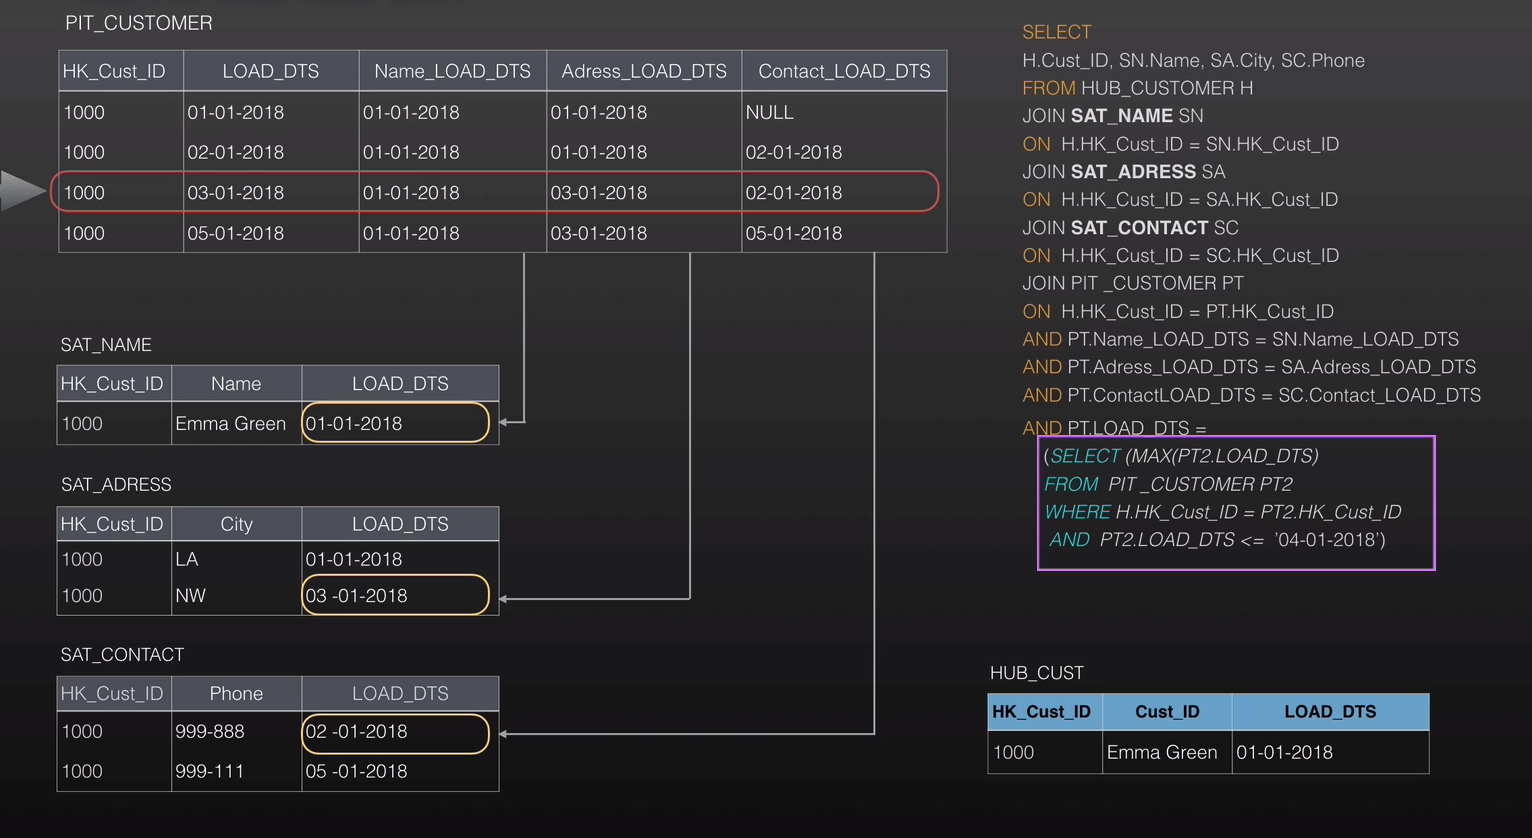 PIT_CUSTOMER
HK_Cust_ID LOAD_DTS Name_LOAD_DTS Adress_LOAD_DTS Contact_LOAD_DTS
1000 01-01-2018 01-01-2018 01-01-2018 NULL
1000 02-01-2018 01-01-2018 01-01-2018 02-01-2018
1000 03-01-2018 01-01-2018 03-01-2018 02-01-2018
1000 05-01-2018 01-01-2018 03-01-2018 05-01-2018
SAT_NAME
HK_Cust_ID Name LOAD_DTS
1000 Emma Green 01-01-2018
SAT_ADRESS
HK_Cust_ID City LOAD_DTS
1000 LA 01-01-2018
1000 NW 03 -01-2018
SAT_CONTACT
HK_Cust_ID Phone LOAD_DTS
1000 999-888 02 -01-2018
1000 999-111 05 -01-2018
SELECT
H.Cust_ID, SN.Name, SA.City, SC.Phone
FROM HUB_CUSTOMER H
JOIN SAT_NAME SN
ON H.HK_Cust_ID = SN.HK_Cust_ID
JOIN SAT_ADRESS SA
ON H.HK_Cust_ID = SA.HK_Cust_ID
JOIN SAT_CONTACT SC
ON H.HK_Cust_ID = SC.HK_Cust_ID
JOIN PIT _CUSTOMER PT
ON H.HK_Cust_ID = PT.HK_Cust_ID
AND PT.Name_LOAD_DTS = SN.Name_LOAD_DTS
AND PT.Adress_LOAD_DTS = SA.Adress_LOAD_DTS
AND PT.ContactLOAD_DTS = SC.Contact_LOAD_DTS
AND PT.LOAD_DTS =
(SELECT (MAX(PT2.LOAD_DTS)
FROM PIT _CUSTOMER PT2
WHERE H.HK_Cust_ID = PT2.HK_Cust_ID
AND PT2.LOAD_DTS <= '04-01-2018')
HUB_CUST
HK_Cust_ID Cust_ID LOAD_DTS
1000 Emma Green 01-01-2018